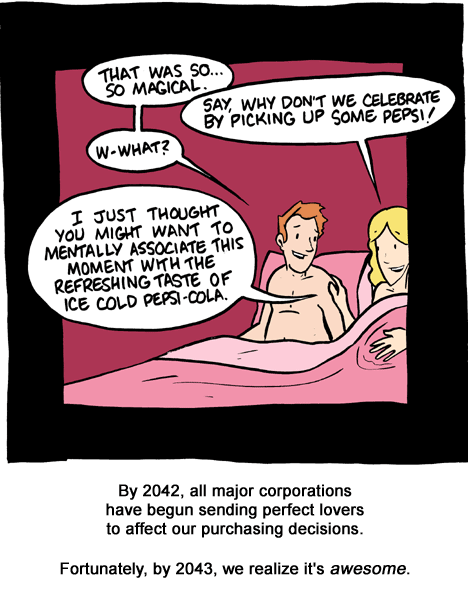 THAT WAS SO...
SO MAGICAL.
SAY, WHY DON'T WE CELEBRATE
BY PICKING UP SOME PEPSI!
W-WHAT?
I JUST THOUGHT
YOU MIGHT WANT TO
MENTALLY ASSOCIATE THIS
MOMENT WITH THE
REFRESHING TASTE OF
ICE COLD PEPSI-COLA.
By 2042, all major corporations
have begun sending perfect lovers
to affect our purchasing decisions.
Fortunately, by 2043, we realize it's awesome.